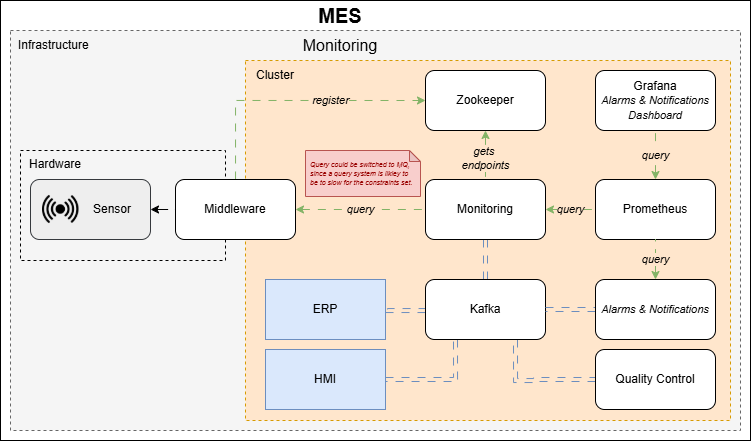 MES
Infrastructure
Monitoring
Cluster
register
Zookeeper
Grafana
Alarms & Notifications
Dashboard
gets
endpoints
query
Query could be switched to MQ,
since a query system is likley to
be to slow for the constraints set.
Hardware
Sensor
Middleware
query
Monitoring
query
Prometheus
query
ERP
Kafka
Alarms & Notifications
HMI
Quality Control